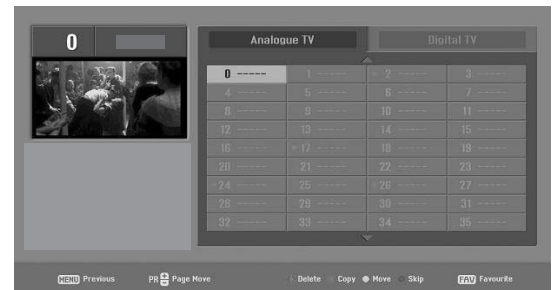 0
Analogue TV Digital TV
0 ----- 1 ----- 2 ----- 3 -----
4 ----- 5 ----- 6 ----- 7 -----
8 ----- 9 ----- 10 ----- 11 -----
12 ----- 13 ----- 14 ----- 15 -----
16 ----- 17 ----- 18 ----- 19 -----
20 ----- 21 ----- 22 ----- 23 -----
24 ----- 25 ----- 26 ----- 27 -----
28 ----- 29 ----- 30 ----- 31 -----
32 ----- 33 ----- 34 ----- 35 -----
MENU Previous PR Page Move Delete Copy Move Skip FAV Favourite